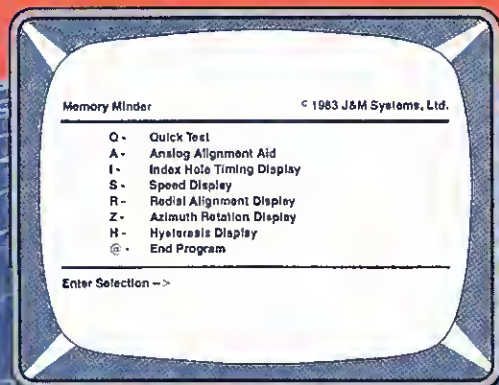 Memory Minder © 1983 J&M Systems, Ltd.
Q - Quick Test
A - Analog Alignment Aid
I - Index Hole Timing Display
S - Speed Display
R - Radial Alignment Display
Z - Azimuth Rotation Display
H - Hysteresis Display
@ - End Program
Enter Selection -->